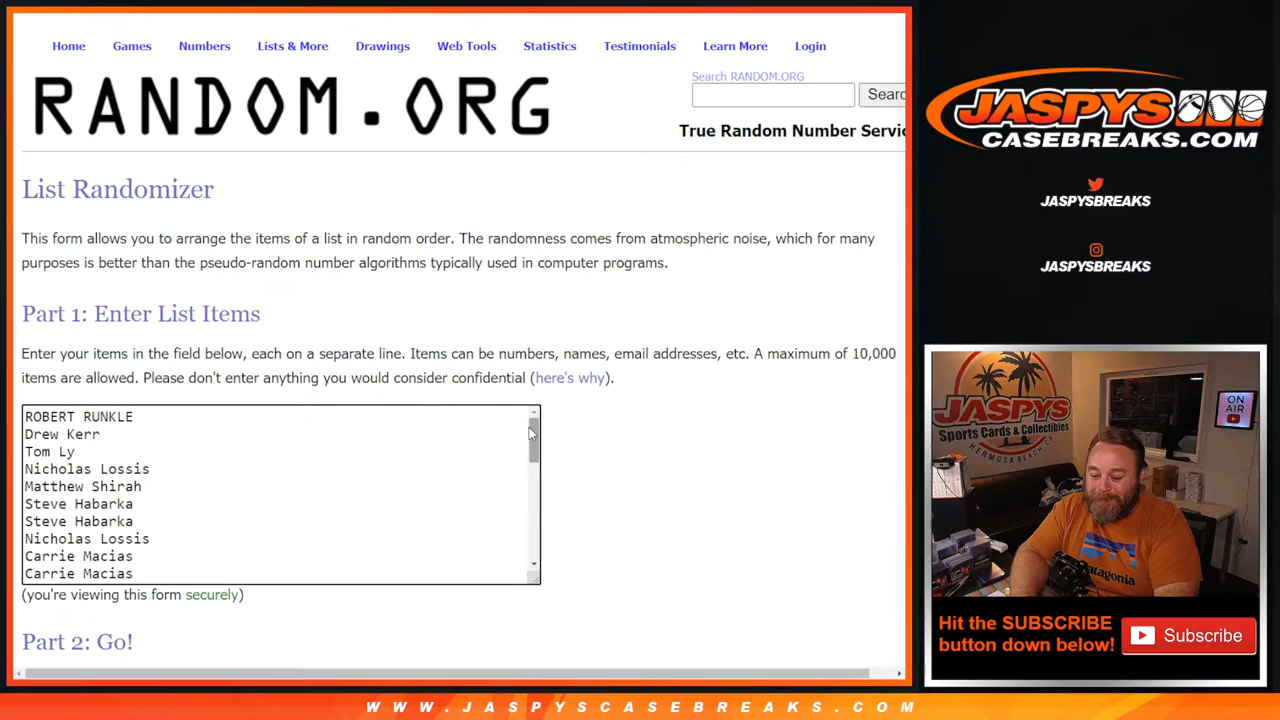 Home Games Numbers Lists & More Drawings Web Tools Statistics Testimonials Learn More Login
RANDOM.ORG
Search RANDOM.ORG
Searc
True Random Number Servic
List Randomizer
This form allows you to arrange the items of a list in random order. The randomness comes from atmospheric noise, which for many
purposes is better than the pseudo-random number algorithms typically used in computer programs.
Part 1: Enter List Items
Enter your items in the field below, each on a separate line. Items can be numbers, names, email addresses, etc. A maximum of 10,000
items are allowed. Please don't enter anything you would consider confidential (here's why).
ROBERT RUNKLE
Drew Kerr
Tom Ly
Nicholas Lossis
Matthew Shirah
Steve Habarka
Steve Habarka
Nicholas Lossis
Carrie Macias
Carrie Macias
(you're viewing this form securely)
Part 2: Go!
JASPYS
CASEBREAKS.COM
JASPYSBREAKS
JASPYSBREAKS
JASPYS
Sports Cards & Collectibles
HERMOSA BEACH, CA
ON
AIR
Dodgers
patagonia
Hit the SUBSCRIBE
button down below!
Subscribe
WWW.JASPYSCASEBREAKS.COM